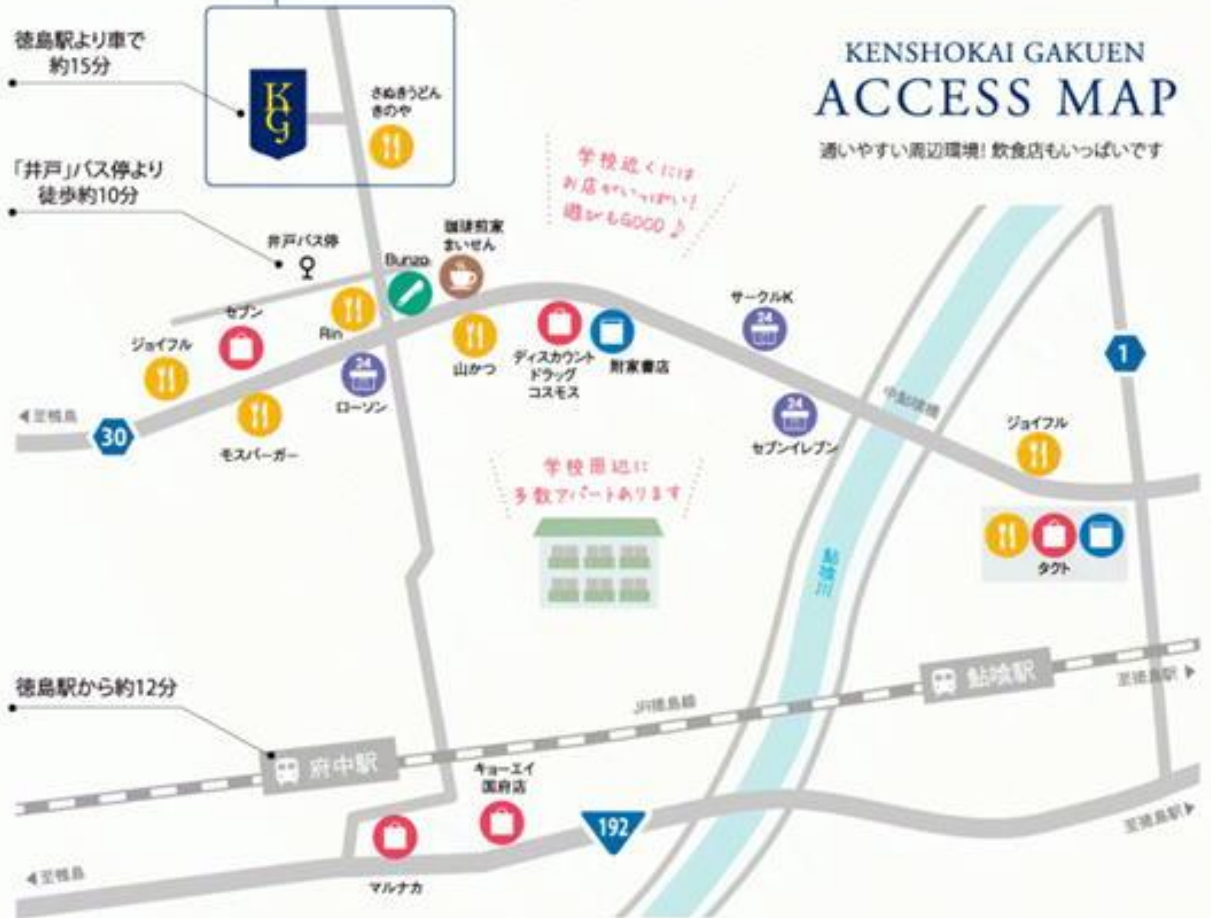 KENSHOKAI GAKUEN
ACCESS MAP
通いやすい周辺環境! 飲食店もいっぱいです
徳島駅より車で
約15分
KG
さぬきうどん
きのや
「井戸」バス停より
徒歩約10分
学校近くには
お店がいっぱい!
遊びもGOOD♪
井戸バス停
Bunzo
珈琲煎家
まいせん
セブン
ジョイフル
Rin
24
ローソン
山かつ
ディスカウント
ドラッグ
コスモス
附家書店
サークルK
24
24
セブンイレブン
中鮎喰橋
1
ジョイフル
◀至鴨島
30
モスバーガー
学校周辺に
多数アパートあります
タクト
徳島駅から約12分
府中駅
JR徳島線
鮎喰駅
至徳島駅▶
キョーエイ
国府店
192
マルナカ
至徳島駅▶
◀至鴨島